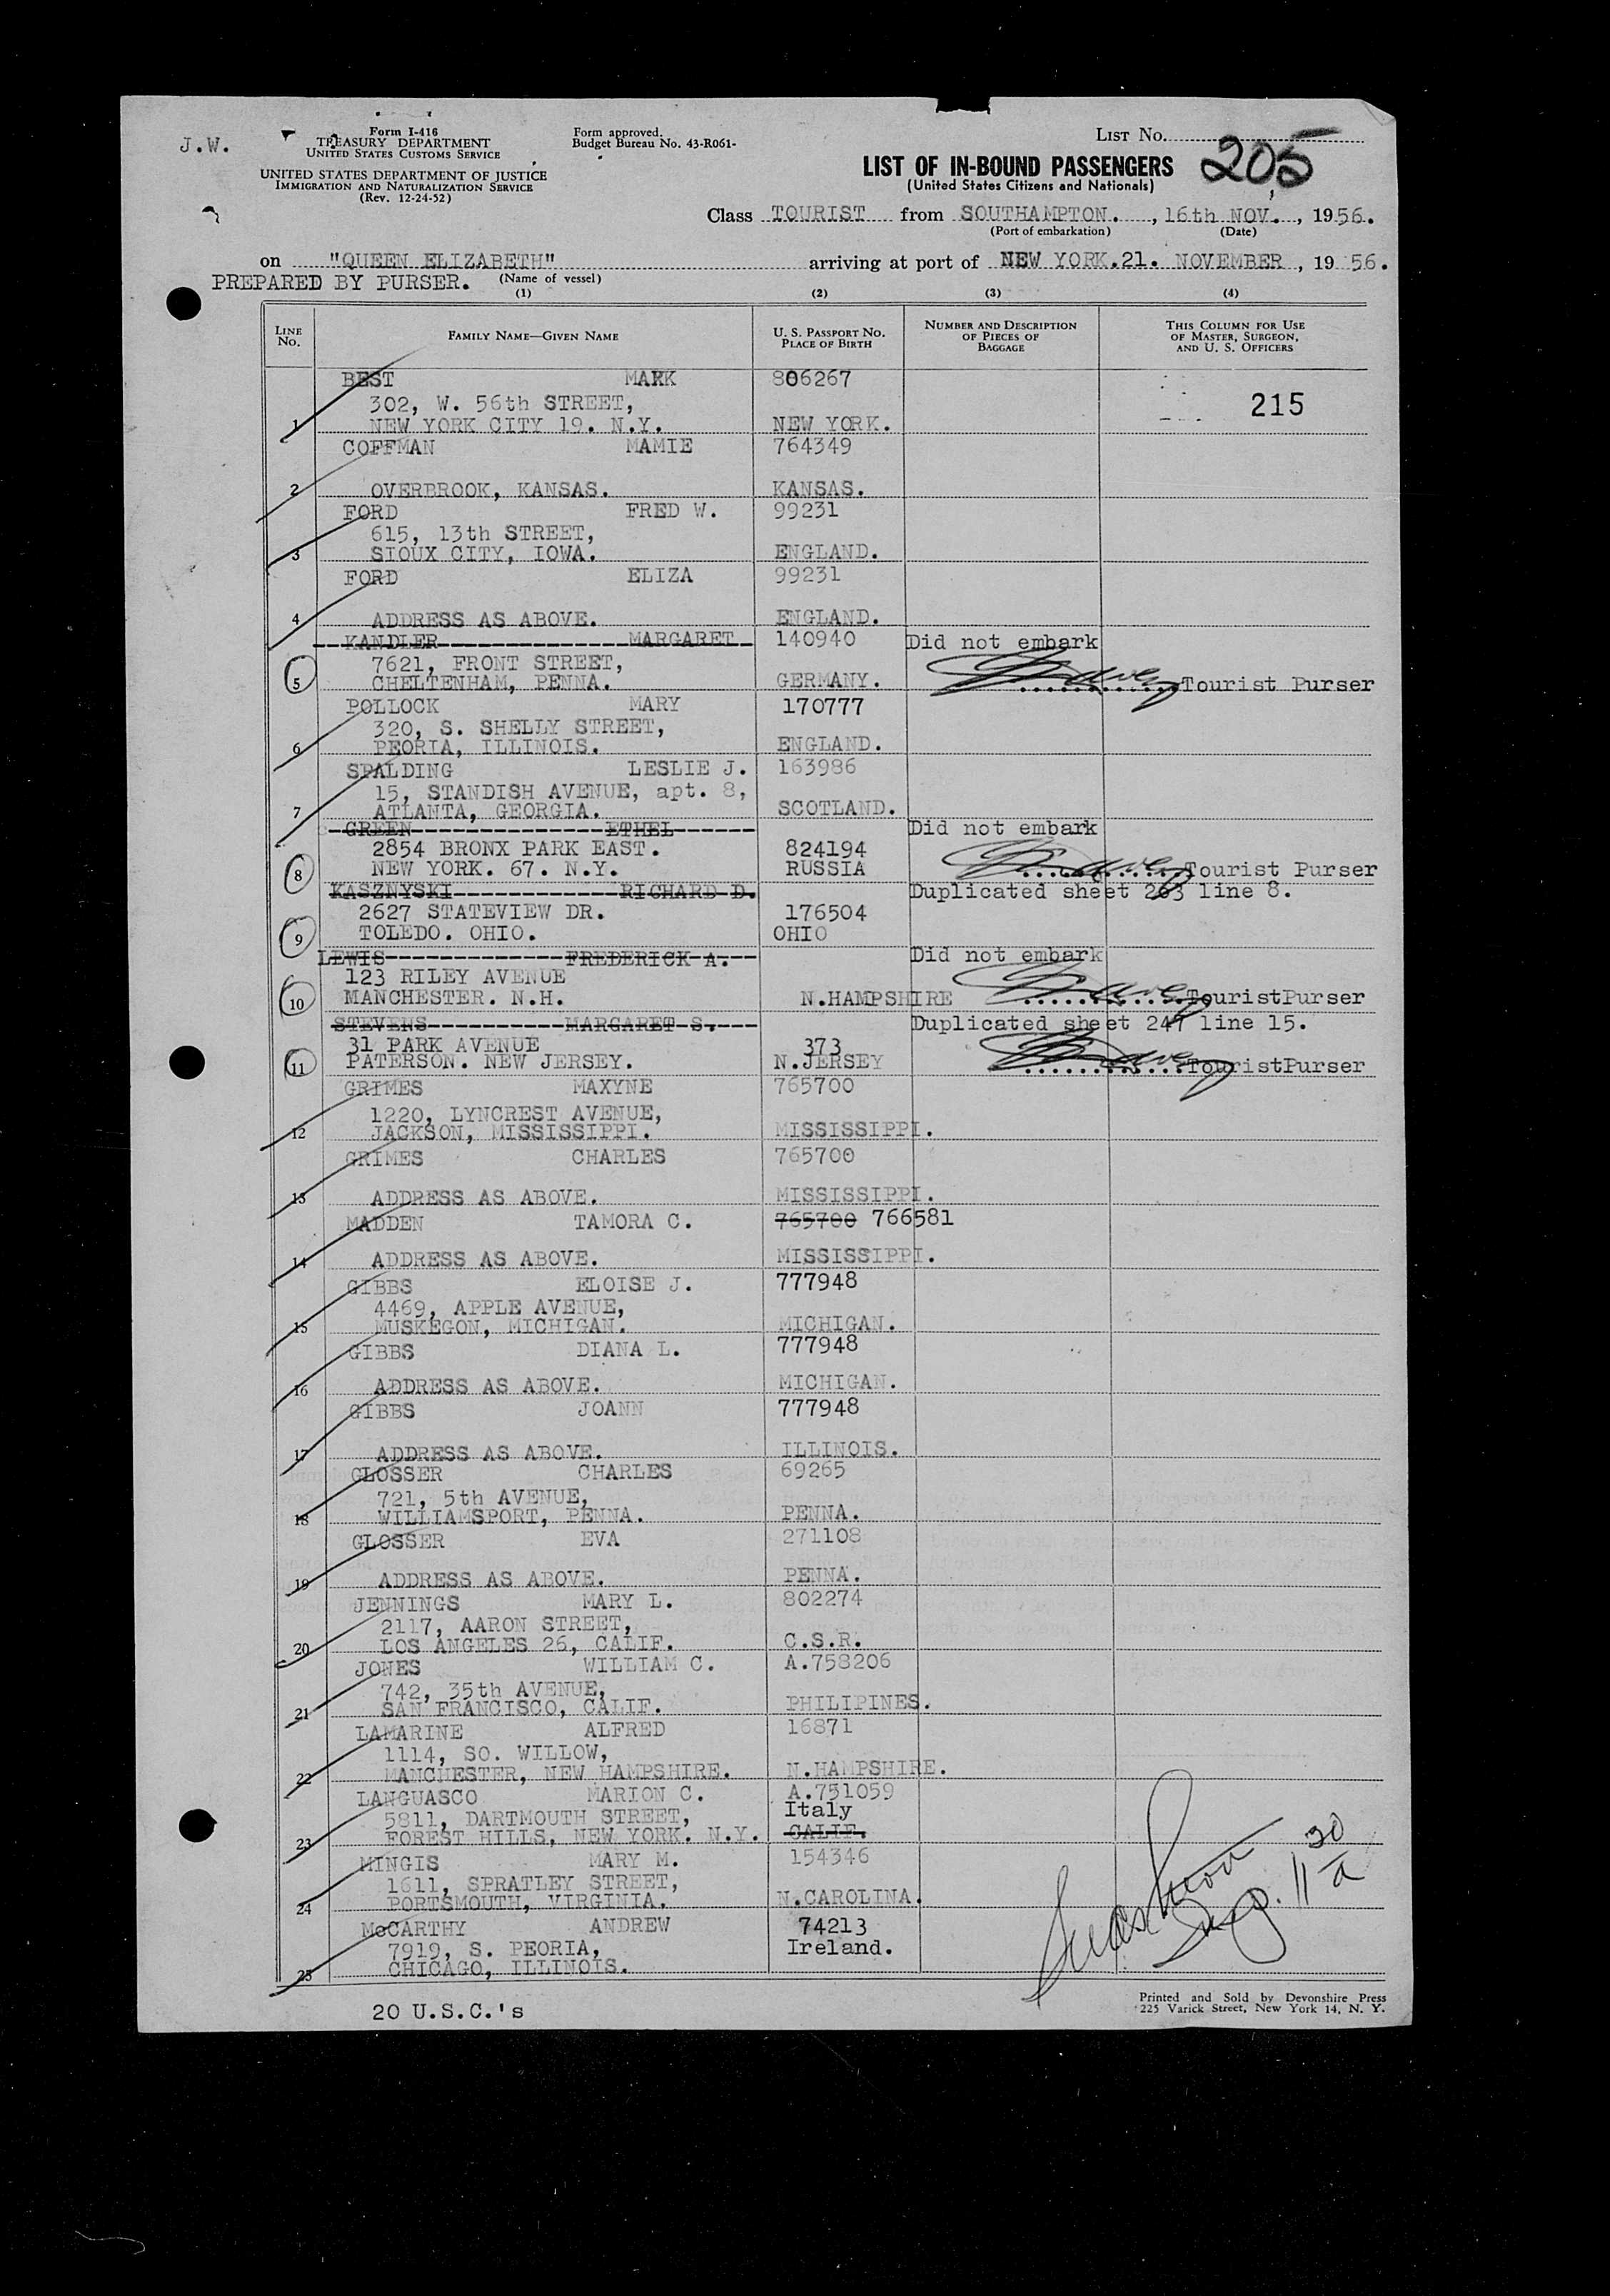 J.W.
Form I-416
TREASURY DEPARTMENT
UNITED STATES CUSTOMS SERVICE
UNITED STATES DEPARTMENT OF JUSTICE
IMMIGRATION AND NATURALIZATION SERVICE
(Rev. 12-24-52)
Form approved.
Budget Bureau No. 43-R061-
LIST No.
205
LIST OF IN-BOUND PASSENGERS
(United States Citizens and Nationals)
Class TOURIST from SOUTHAMPTON. , 16th NOV. , 1956.
(Port of embarkation) (Date)
on "QUEEN ELIZABETH" arriving at port of NEW YORK.21. NOVEMBER , 19 56.
PREPARED BY PURSER. (Name of vessel)
(1) (2) (3) (4)
LINE No. FAMILY NAME—GIVEN NAME U. S. PASSPORT NO. PLACE OF BIRTH NUMBER AND DESCRIPTION OF PIECES OF BAGGAGE THIS COLUMN FOR USE OF MASTER, SURGEON, AND U. S. OFFICERS
BEST MARK 806267
302, W. 56th STREET, 215
1 NEW YORK CITY 19. N.Y. NEW YORK.
COFFMAN MAMIE 764349
2 OVERBROOK, KANSAS. KANSAS.
FORD FRED W. 99231
615, 13th STREET,
3 SIOUX CITY, IOWA. ENGLAND.
FORD ELIZA 99231
4 ADDRESS AS ABOVE. ENGLAND.
KANDLER MARGARET 140940 Did not embark
7621, FRONT STREET,
5 CHELTENHAM, PENNA. GERMANY. Tourist Purser
POLLOCK MARY 170777
320, S. SHELLY STREET,
6 PEORIA, ILLINOIS. ENGLAND.
SPALDING LESLIE J. 163986
15, STANDISH AVENUE, apt. 8,
7 ATLANTA, GEORGIA. SCOTLAND.
GREEN ETHEL Did not embark
2854 BRONX PARK EAST. 824194
8 NEW YORK. 67. N.Y. RUSSIA Tourist Purser
KASZNYSKI RICHARD D. Duplicated sheet 203 line 8.
2627 STATEVIEW DR. 176504
9 TOLEDO. OHIO. OHIO
LEWIS FREDERICK A. Did not embark
123 RILEY AVENUE
10 MANCHESTER. N.H. N.HAMPSHIRE TouristPurser
STEVENS MARGARET S. Duplicated sheet 247 line 15.
31 PARK AVENUE 373
11 PATERSON. NEW JERSEY. N.JERSEY TouristPurser
GRIMES MAXYNE 765700
1220, LYNCREST AVENUE,
12 JACKSON, MISSISSIPPI. MISSISSIPPI.
GRIMES CHARLES 765700
13 ADDRESS AS ABOVE. MISSISSIPPI.
MADDEN TAMORA C. 765700 766581
14 ADDRESS AS ABOVE. MISSISSIPPI.
GIBBS ELOISE J. 777948
4469, APPLE AVENUE,
15 MUSKEGON, MICHIGAN. MICHIGAN.
GIBBS DIANA L. 777948
16 ADDRESS AS ABOVE. MICHIGAN.
GIBBS JOANN 777948
17 ADDRESS AS ABOVE. ILLINOIS.
GLOSSER CHARLES 69265
721, 5th AVENUE,
18 WILLIAMSPORT, PENNA. PENNA.
GLOSSER EVA 271108
19 ADDRESS AS ABOVE. PENNA.
JENNINGS MARY L. 802274
2117, AARON STREET,
20 LOS ANGELES 26, CALIF. C.S.R.
JONES WILLIAM C. A.758206
742, 35th AVENUE,
21 SAN FRANCISCO, CALIF. PHILIPINES.
LAMARINE ALFRED 16871
1114, SO. WILLOW,
22 MANCHESTER, NEW HAMPSHIRE. N.HAMPSHIRE.
LANGUASCO MARION C. A.751059
5811, DARTMOUTH STREET, Italy
23 FOREST HILLS, NEW YORK. N.Y. CALIF.
MINGIS MARY M. 154346
1611, SPRATLEY STREET,
24 PORTSMOUTH, VIRGINIA. N.CAROLINA.
McCARTHY ANDREW 74213
7919, S. PEORIA, Ireland.
25 CHICAGO, ILLINOIS.
11 30 a
20 U.S.C.'s
Printed and Sold by Devonshire Press
225 Varick Street, New York 14, N. Y.